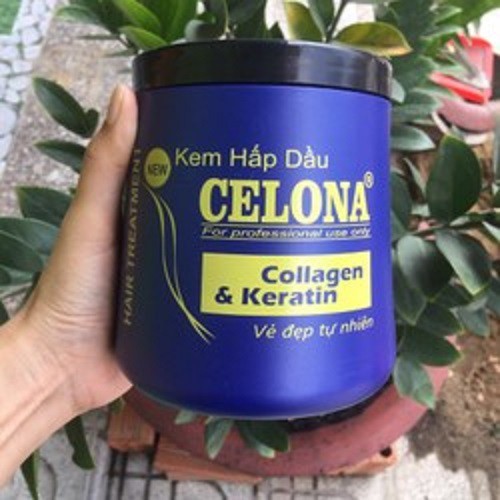 NEW
Kem Hấp Dầu
CELONA®
For professional use only
Collagen
& Keratin
Vẻ đẹp tự nhiên
HAIR TREATMENT